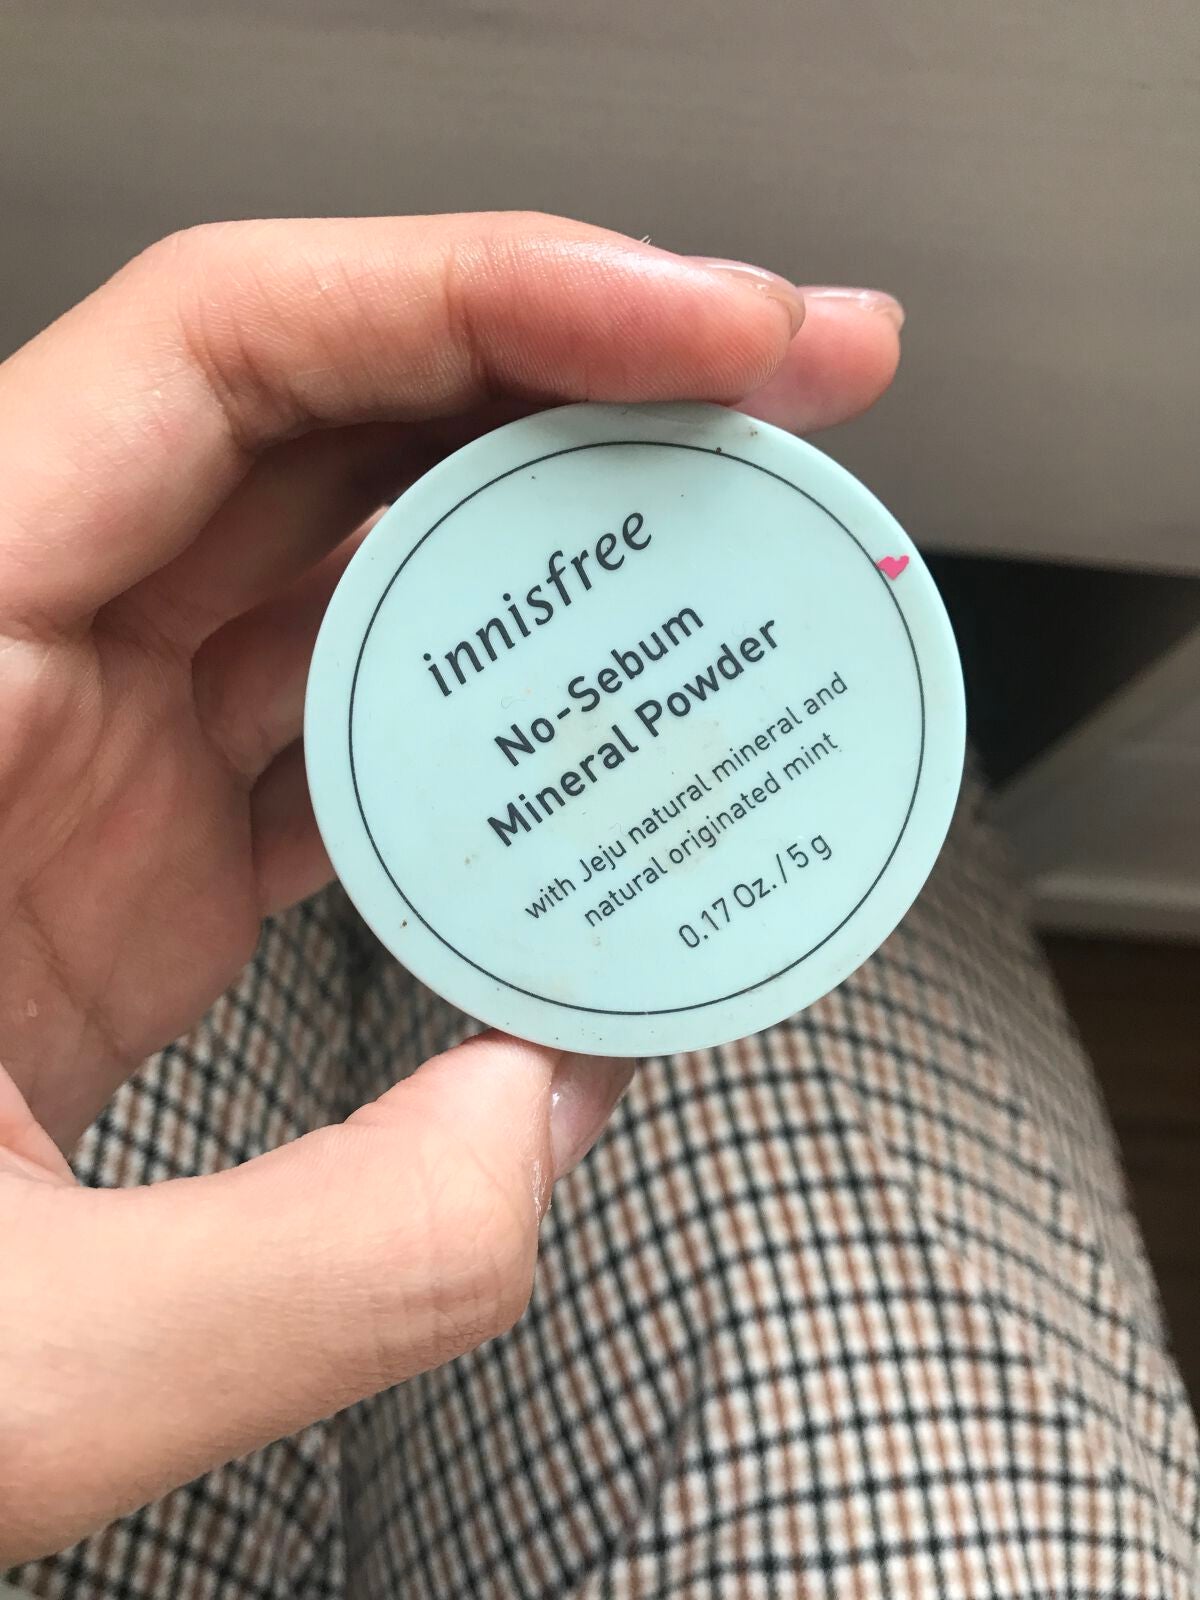 innisfree
No-Sebum
Mineral Powder
with Jeju natural mineral and
natural originated mint
0.17 Oz. / 5 g